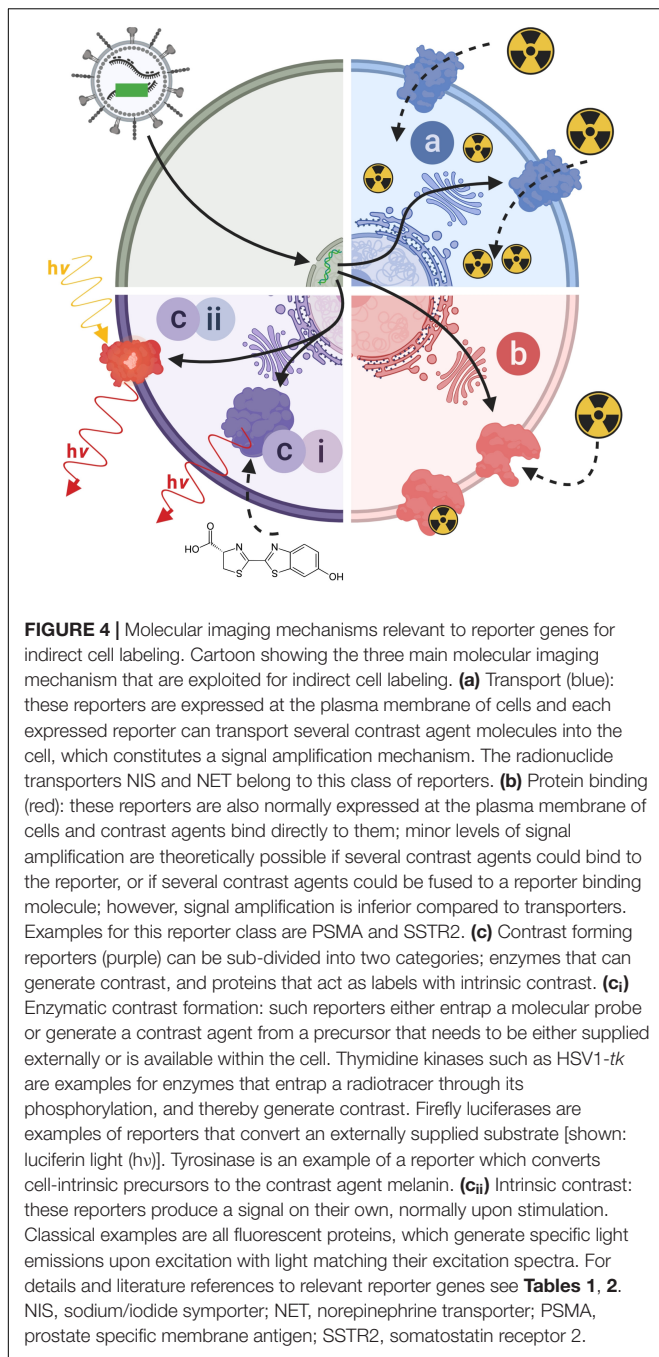 a
hν
c ii
b
c i
hν
hν
O
HO
N
N
S
S
OH
FIGURE 4 | Molecular imaging mechanisms relevant to reporter genes for
indirect cell labeling. Cartoon showing the three main molecular imaging
mechanism that are exploited for indirect cell labeling. (a) Transport (blue):
these reporters are expressed at the plasma membrane of cells and each
expressed reporter can transport several contrast agent molecules into the
cell, which constitutes a signal amplification mechanism. The radionuclide
transporters NIS and NET belong to this class of reporters. (b) Protein binding
(red): these reporters are also normally expressed at the plasma membrane of
cells and contrast agents bind directly to them; minor levels of signal
amplification are theoretically possible if several contrast agents could bind to
the reporter, or if several contrast agents could be fused to a reporter binding
molecule; however, signal amplification is inferior compared to transporters.
Examples for this reporter class are PSMA and SSTR2. (c) Contrast forming
reporters (purple) can be sub-divided into two categories; enzymes that can
generate contrast, and proteins that act as labels with intrinsic contrast. (ci)
Enzymatic contrast formation: such reporters either entrap a molecular probe
or generate a contrast agent from a precursor that needs to be either supplied
externally or is available within the cell. Thymidine kinases such as HSV1-tk
are examples for enzymes that entrap a radiotracer through its
phosphorylation, and thereby generate contrast. Firefly luciferases are
examples of reporters that convert an externally supplied substrate [shown:
luciferin light (hν)]. Tyrosinase is an example of a reporter which converts
cell-intrinsic precursors to the contrast agent melanin. (cii) Intrinsic contrast:
these reporters produce a signal on their own, normally upon stimulation.
Classical examples are all fluorescent proteins, which generate specific light
emissions upon excitation with light matching their excitation spectra. For
details and literature references to relevant reporter genes see Tables 1, 2.
NIS, sodium/iodide symporter; NET, norepinephrine transporter; PSMA,
prostate specific membrane antigen; SSTR2, somatostatin receptor 2.